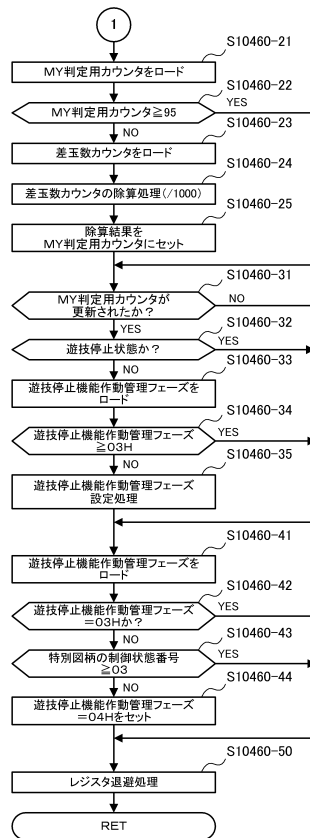 1
S10460-21
MY判定用カウンタをロード
S10460-22
MY判定用カウンタ≧95
YES
NO
S10460-23
差玉数カウンタをロード
S10460-24
差玉数カウンタの除算処理(/1000)
S10460-25
除算結果を
MY判定用カウンタにセット
S10460-31
MY判定用カウンタが
更新されたか？
NO
YES
S10460-32
遊技停止状態か？
YES
NO
S10460-33
遊技停止機能作動管理フェーズを
ロード
S10460-34
遊技停止機能作動管理フェーズ
≧03H
YES
NO
S10460-35
遊技停止機能作動管理フェーズ
設定処理
S10460-41
遊技停止機能作動管理フェーズを
ロード
S10460-42
遊技停止機能作動管理フェーズ
=03Hか？
YES
NO
S10460-43
特別図柄の制御状態番号
≧03
YES
NO
S10460-44
遊技停止機能作動管理フェーズ
=04Hをセット
S10460-50
レジスタ退避処理
RET